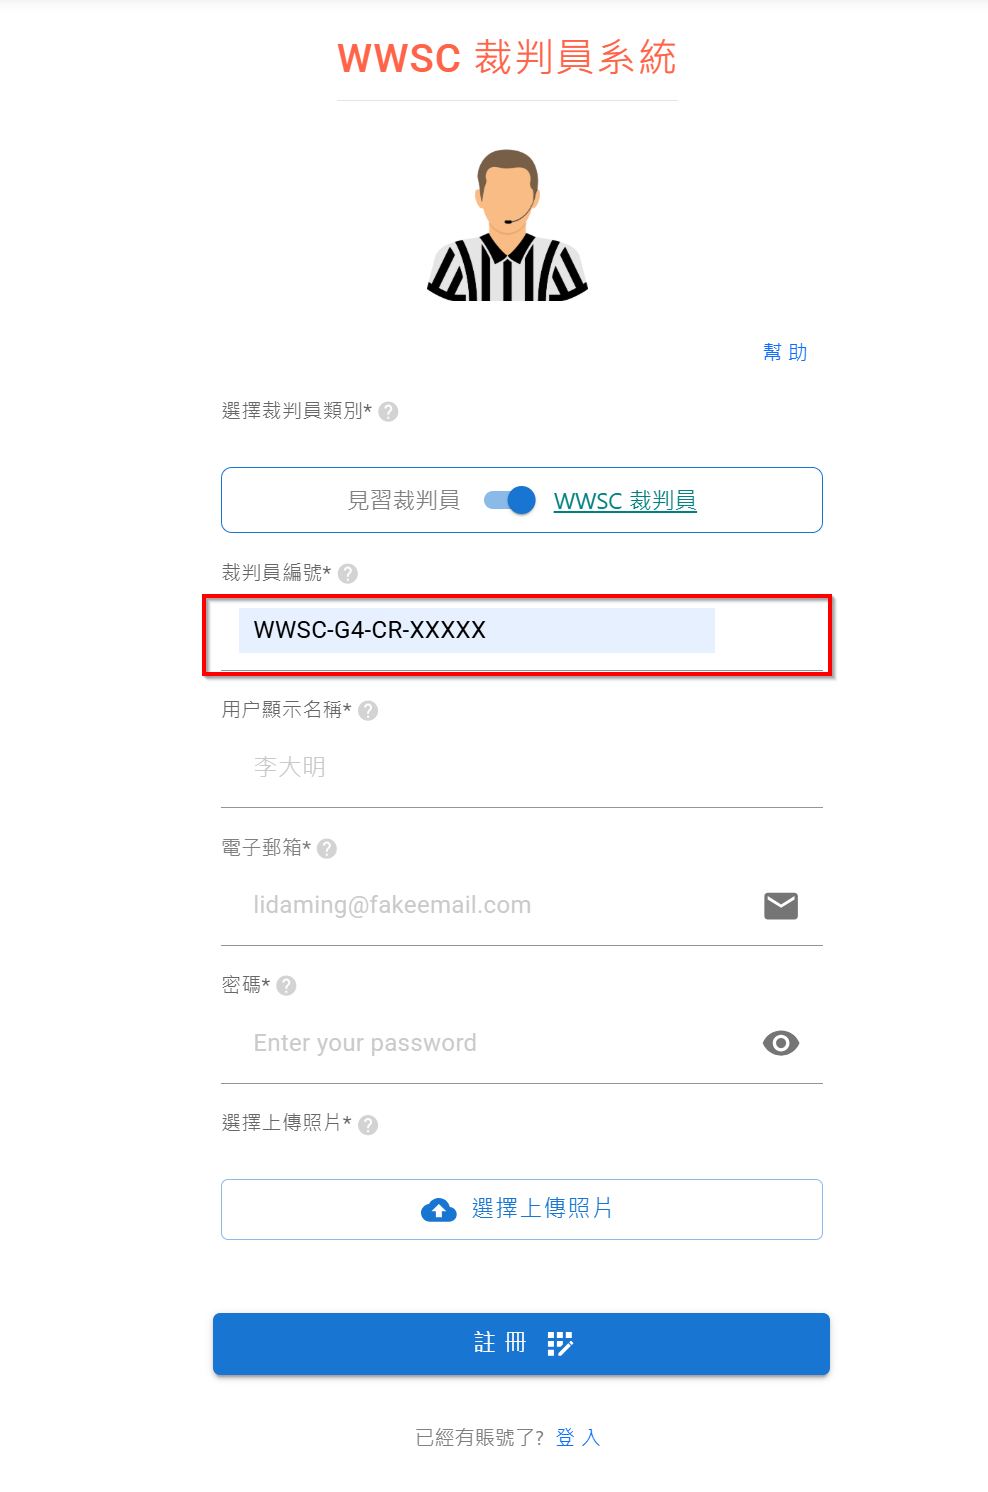 WWSC 裁判員系統
幫 助
選擇裁判員類別* ?
見習裁判員 WWSC 裁判員
裁判員編號* ?
WWSC-G4-CR-XXXXX
用户顯示名稱* ?
李大明
電子郵箱* ?
lidaming@fakeemail.com
密碼* ?
Enter your password
選擇上傳照片* ?
選擇上傳照片
註 冊
已經有賬號了? 登 入